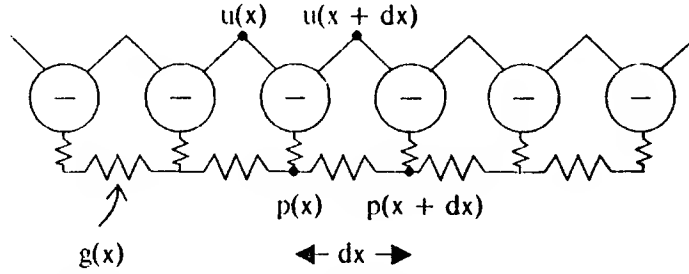 u(x) u(x + dx)
− − − − − −
p(x) p(x + dx)
g(x)
dx